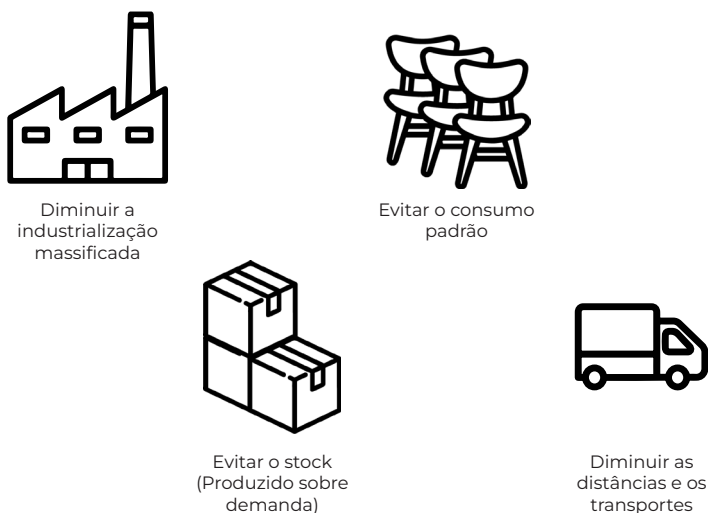 Diminuir a
industrialização
massificada
Evitar o consumo
padrão
Evitar o stock
(Produzido sobre
demanda)
Diminuir as
distâncias e os
transportes